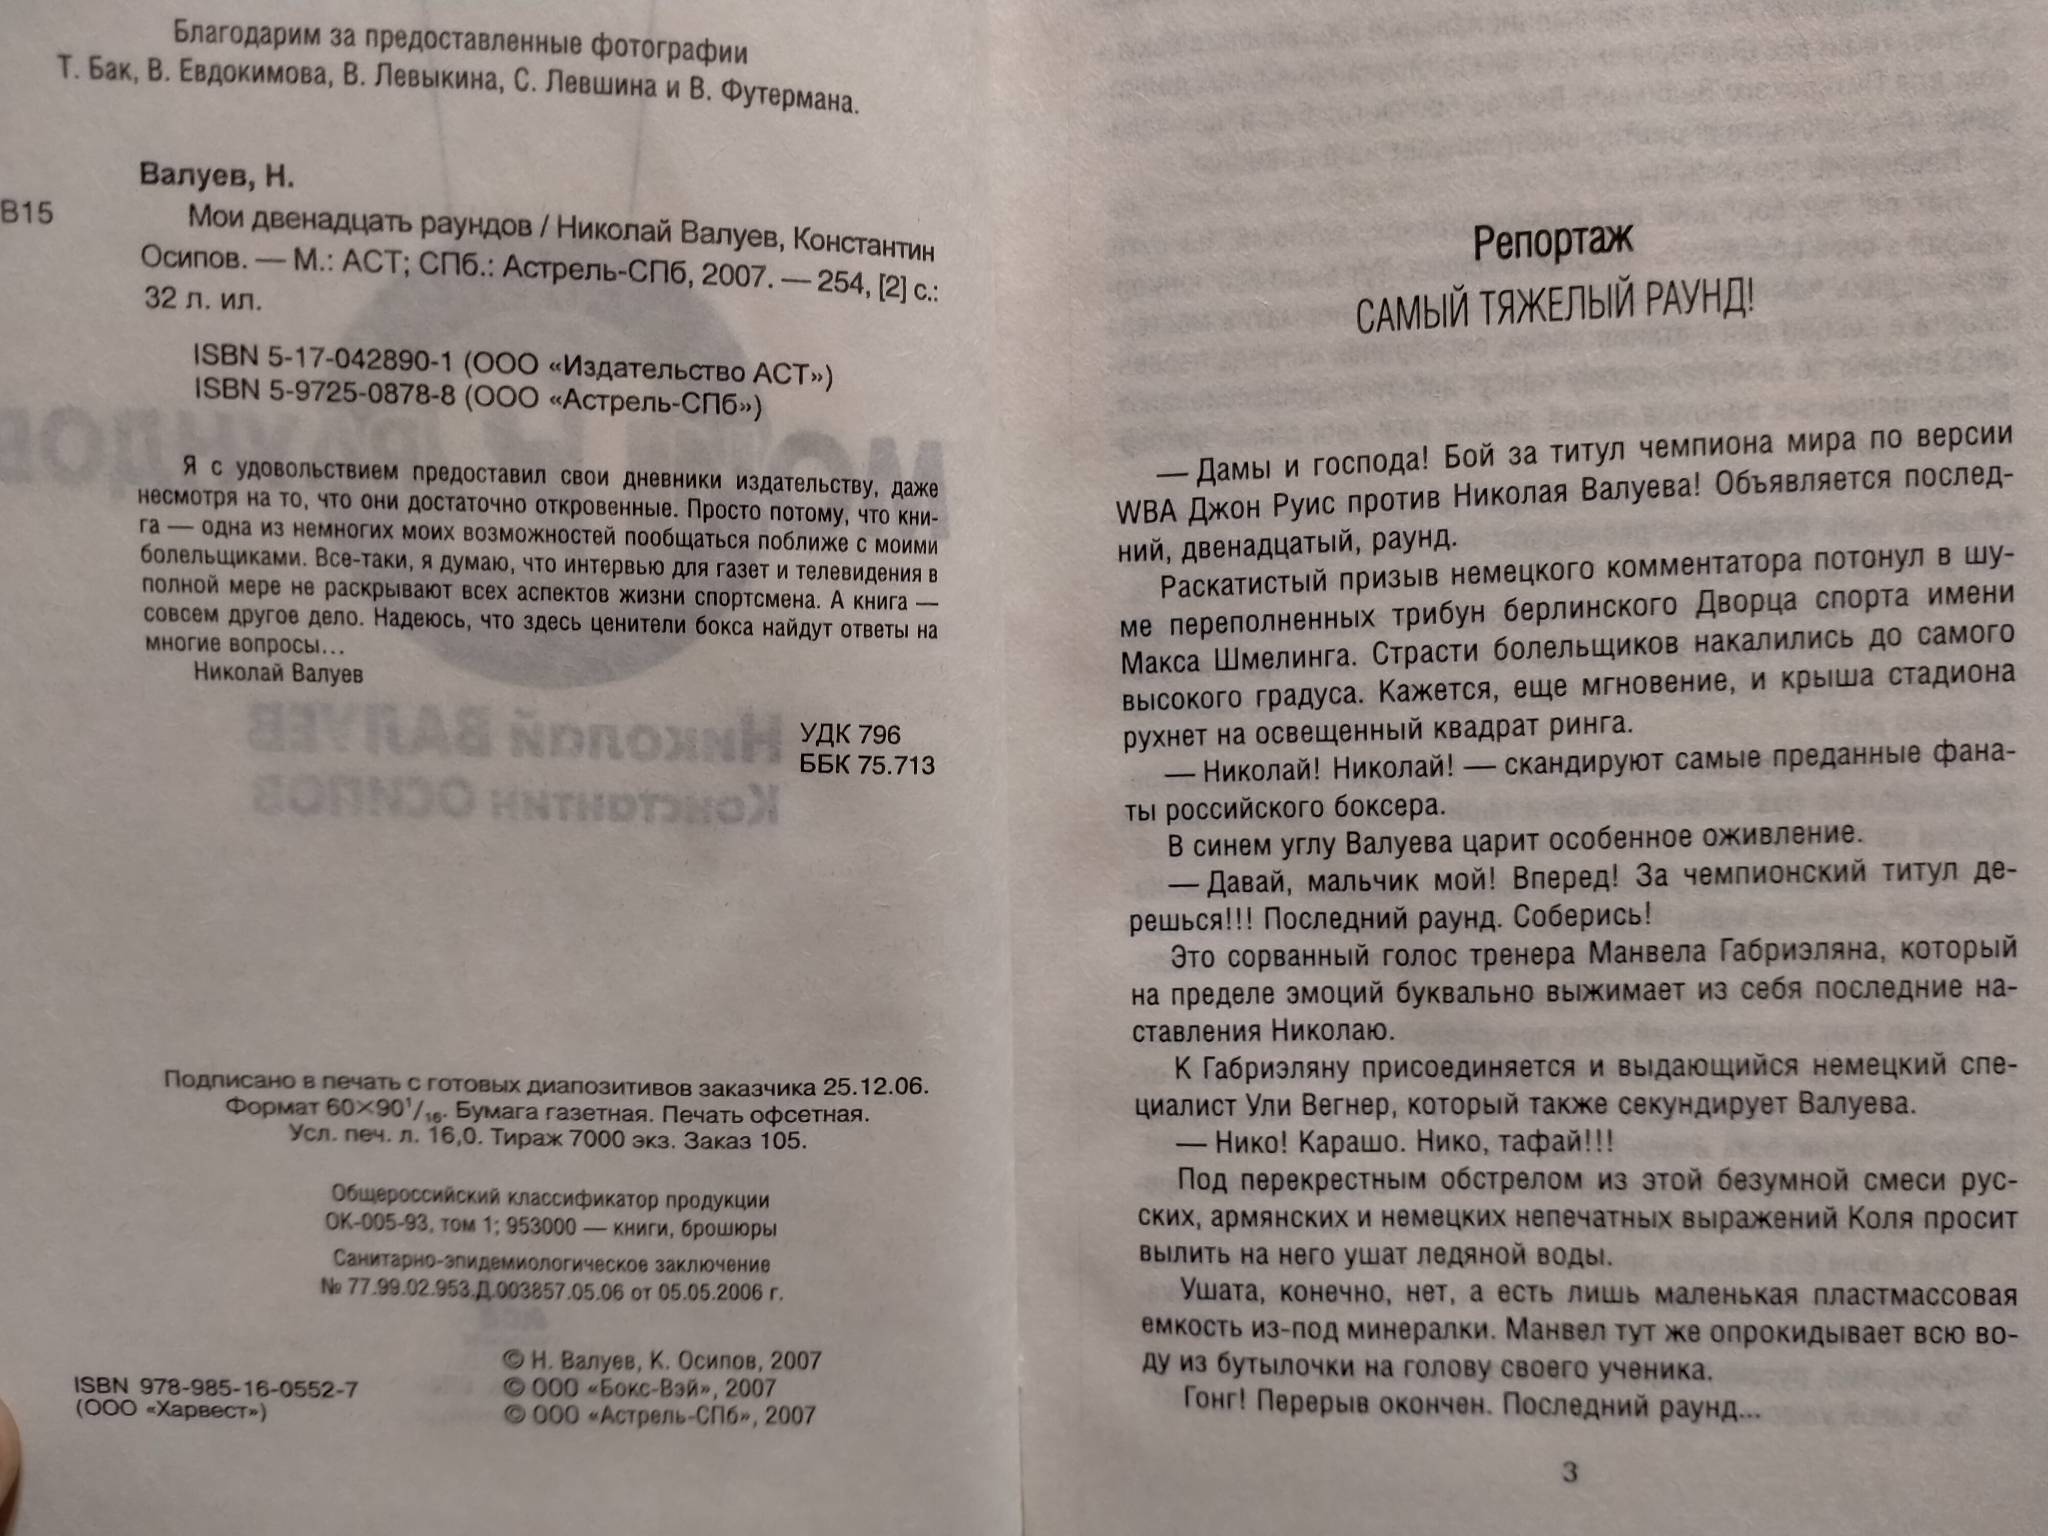 Благодарим за предоставленные фотографии
Т. Бак, В. Евдокимова, В. Левыкина, С. Левшина и В. Футермана.
Валуев, Н.
В15
Мои двенадцать раундов / Николай Валуев, Константин
Осипов. — М.: АСТ; СПб.: Астрель-СПб, 2007. — 254, [2] с.:
32 л. ил.
ISBN 5-17-042890-1 (ООО «Издательство АСТ»)
ISBN 5-9725-0878-8 (ООО «Астрель-СПб»)
Я с удовольствием предоставил свои дневники издательству, даже
несмотря на то, что они достаточно откровенные. Просто потому, что кни-
га — одна из немногих моих возможностей пообщаться поближе с моими
болельщиками. Все-таки, я думаю, что интервью для газет и телевидения в
полной мере не раскрывают всех аспектов жизни спортсмена. А книга —
совсем другое дело. Надеюсь, что здесь ценители бокса найдут ответы на
многие вопросы...
Николай Валуев
УДК 796
ББК 75.713
Подписано в печать с готовых диапозитивов заказчика 25.12.06.
Формат 60×90¹/₁₆. Бумага газетная. Печать офсетная.
Усл. печ. л. 16,0. Тираж 7000 экз. Заказ 105.
Общероссийский классификатор продукции
ОК-005-93, том 1; 953000 — книги, брошюры
Санитарно-эпидемиологическое заключение
№ 77.99.02.953.Д.003857.05.06 от 05.05.2006 г.
ISBN 978-985-16-0552-7
(ООО «Харвест»)
© Н. Валуев, К. Осипов, 2007
© ООО «Бокс-Вэй», 2007
© ООО «Астрель-СПб», 2007
Репортаж
САМЫЙ ТЯЖЕЛЫЙ РАУНД!
— Дамы и господа! Бой за титул чемпиона мира по версии
WBA Джон Руис против Николая Валуева! Объявляется послед-
ний, двенадцатый, раунд.
Раскатистый призыв немецкого комментатора потонул в шу-
ме переполненных трибун берлинского Дворца спорта имени
Макса Шмелинга. Страсти болельщиков накалились до самого
высокого градуса. Кажется, еще мгновение, и крыша стадиона
рухнет на освещенный квадрат ринга.
— Николай! Николай! — скандируют самые преданные фана-
ты российского боксера.
В синем углу Валуева царит особенное оживление.
— Давай, мальчик мой! Вперед! За чемпионский титул де-
решься!!! Последний раунд. Соберись!
Это сорванный голос тренера Манвела Габриэляна, который
на пределе эмоций буквально выжимает из себя последние на-
ставления Николаю.
К Габриэляну присоединяется и выдающийся немецкий спе-
циалист Ули Вегнер, который также секундирует Валуева.
— Нико! Карашо. Нико, тафай!!!
Под перекрестным обстрелом из этой безумной смеси рус-
ских, армянских и немецких непечатных выражений Коля просит
вылить на него ушат ледяной воды.
Ушата, конечно, нет, а есть лишь маленькая пластмассовая
емкость из-под минералки. Манвел тут же опрокидывает всю во-
ду из бутылочки на голову своего ученика.
Гонг! Перерыв окончен. Последний раунд...
3